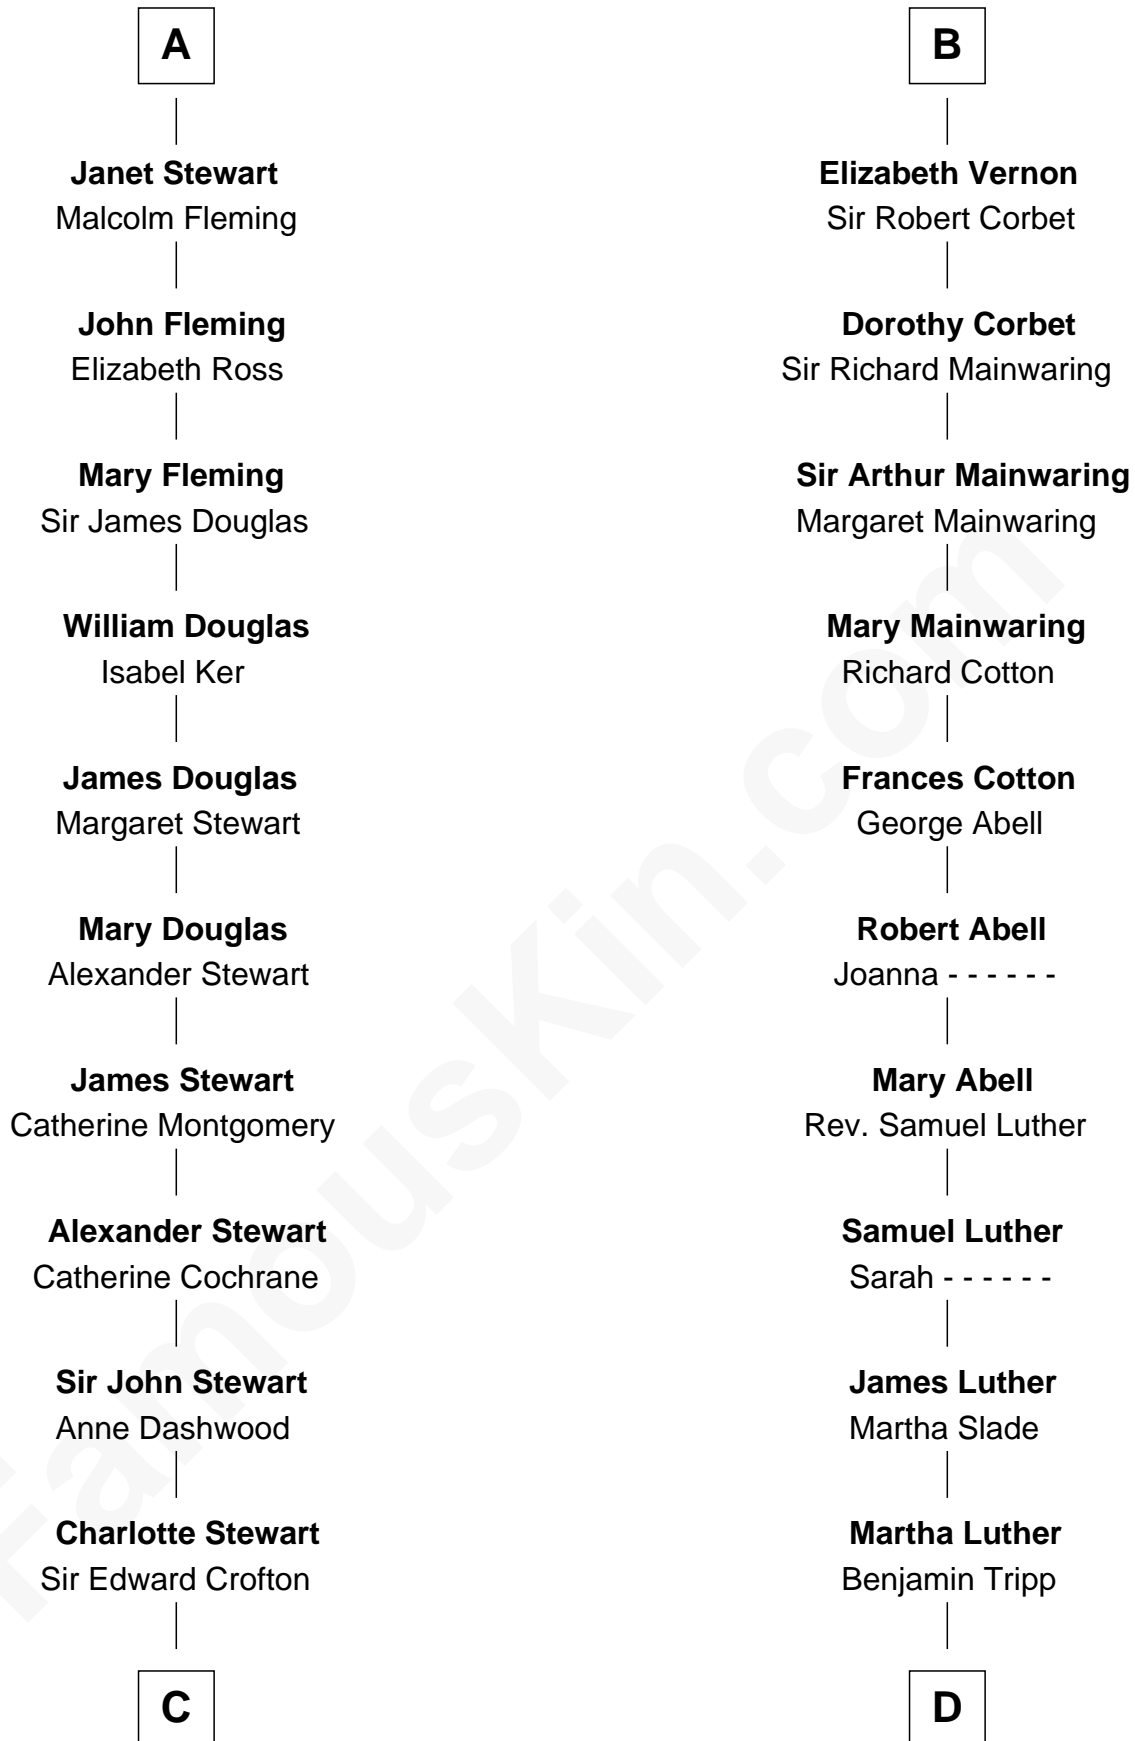 A
Janet Stewart
Malcolm Fleming
John Fleming
Elizabeth Ross
Mary Fleming
Sir James Douglas
William Douglas
Isabel Ker
James Douglas
Margaret Stewart
Mary Douglas
Alexander Stewart
James Stewart
Catherine Montgomery
Alexander Stewart
Catherine Cochrane
Sir John Stewart
Anne Dashwood
Charlotte Stewart
Sir Edward Crofton
C
B
Elizabeth Vernon
Sir Robert Corbet
Dorothy Corbet
Sir Richard Mainwaring
Sir Arthur Mainwaring
Margaret Mainwaring
Mary Mainwaring
Richard Cotton
Frances Cotton
George Abell
Robert Abell
Joanna - - - - - -
Mary Abell
Rev. Samuel Luther
Samuel Luther
Sarah - - - - - -
James Luther
Martha Slade
Martha Luther
Benjamin Tripp
D
FamousKin.com